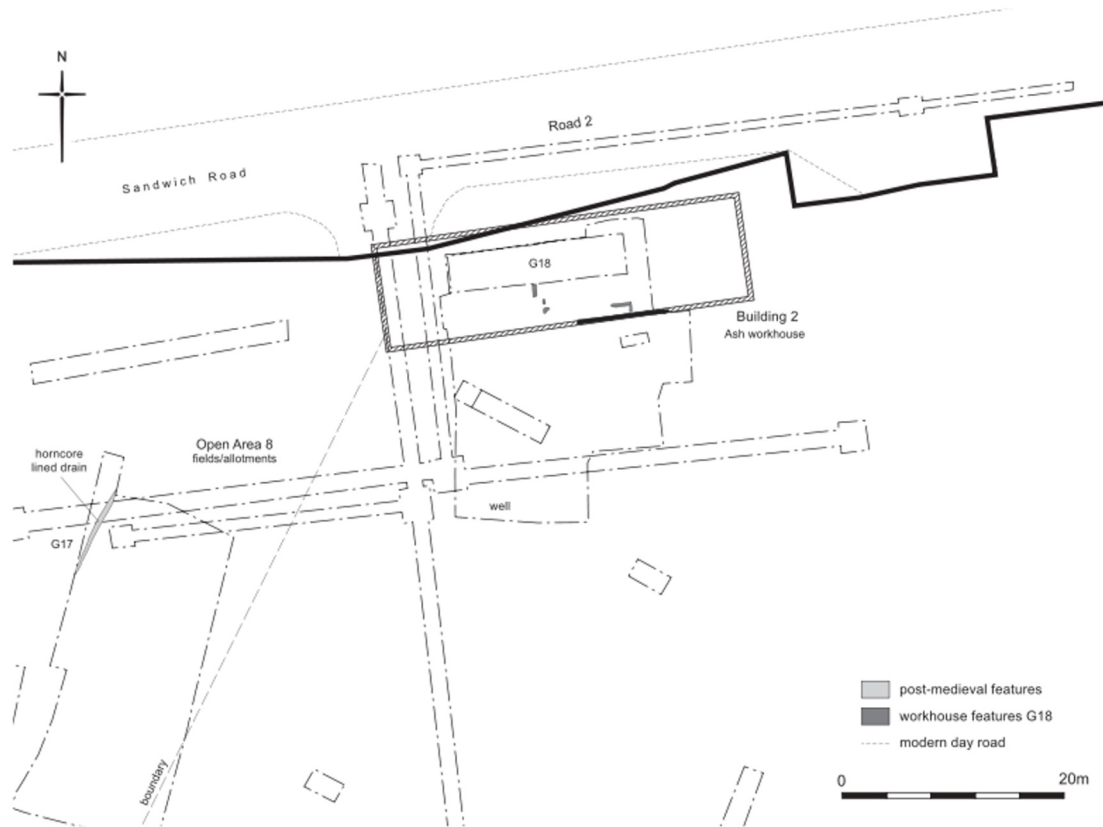 N
Road 2
Sandwich Road
G18
Building 2
Ash workhouse
Open Area 8
fields/allotments
horncore
lined drain
well
G17
boundary
post-medieval features
workhouse features G18
modern day road
0
20m